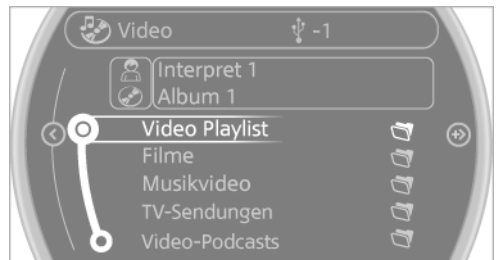 Video -1
Interpret 1
Album 1
Video Playlist
Filme
Musikvideo
TV-Sendungen
Video-Podcasts